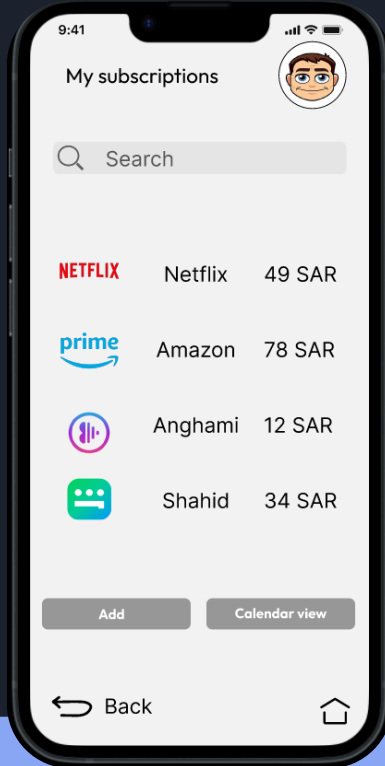 9:41
My subscriptions
Search
NETFLIX Netflix 49 SAR
prime Amazon 78 SAR
Anghami 12 SAR
Shahid 34 SAR
Add Calendar view
Back